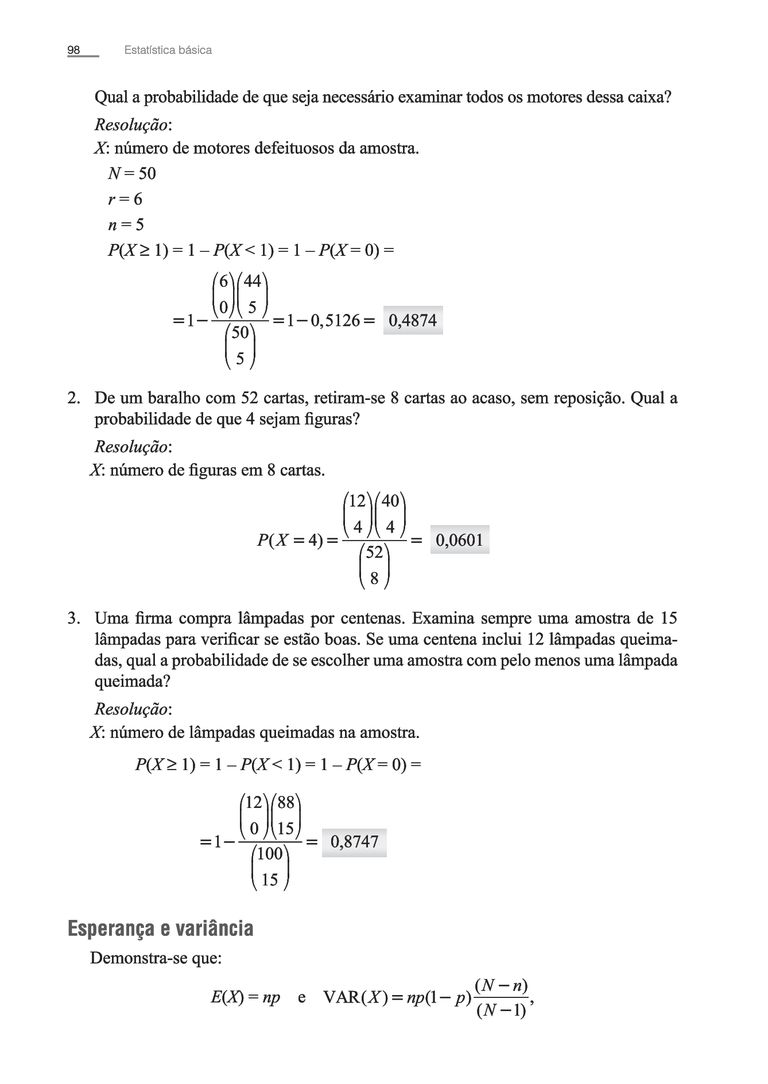 98 Estatística básica
Qual a probabilidade de que seja necessário examinar todos os motores dessa caixa?
Resolução:
X: número de motores defeituosos da amostra.
N = 50
r = 6
n = 5
P(X ≥ 1) = 1 – P(X < 1) = 1 – P(X = 0) =
= 1 − \frac{\binom{6}{0}\binom{44}{5}}{\binom{50}{5}} = 1 − 0,5126 = 0,4874
2. De um baralho com 52 cartas, retiram-se 8 cartas ao acaso, sem reposição. Qual a
probabilidade de que 4 sejam figuras?
Resolução:
X: número de figuras em 8 cartas.
P(X = 4) = \frac{\binom{12}{4}\binom{40}{4}}{\binom{52}{8}} = 0,0601
3. Uma firma compra lâmpadas por centenas. Examina sempre uma amostra de 15
lâmpadas para verificar se estão boas. Se uma centena inclui 12 lâmpadas queima-
das, qual a probabilidade de se escolher uma amostra com pelo menos uma lâmpada
queimada?
Resolução:
X: número de lâmpadas queimadas na amostra.
P(X ≥ 1) = 1 – P(X < 1) = 1 – P(X = 0) =
= 1 − \frac{\binom{12}{0}\binom{88}{15}}{\binom{100}{15}} = 0,8747
Esperança e variância
Demonstra-se que:
E(X) = np e VAR(X) = np(1 − p)\frac{(N − n)}{(N − 1)},